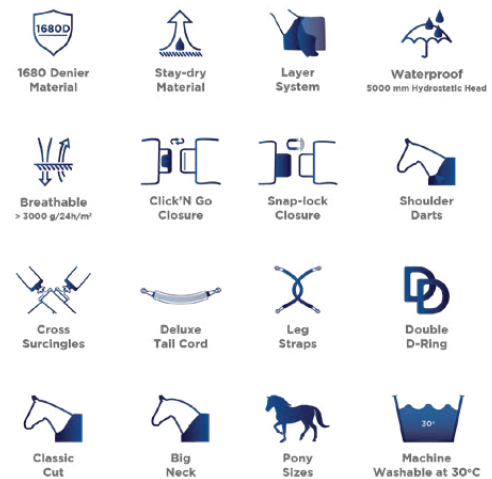 1680D
1680 Denier
Material
Stay-dry
Material
Layer
System
Waterproof
5000 mm Hydrostatic Head
Breathable
> 3000 g/24h/m²
Click'N Go
Closure
Snap-lock
Closure
Shoulder
Darts
Cross
Surcingles
Deluxe
Tail Cord
Leg
Straps
DD
Double
D-Ring
Classic
Cut
Big
Neck
Pony
Sizes
30°
Machine
Washable at 30°C